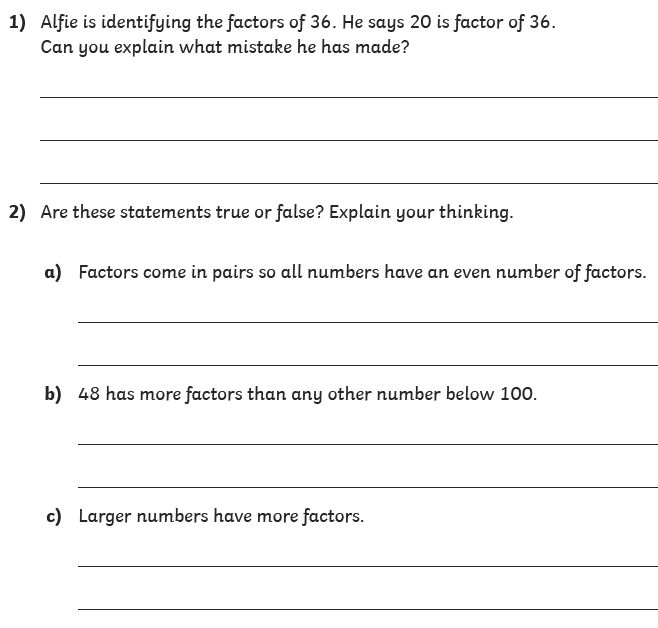 1) Alfie is identifying the factors of 36. He says 20 is factor of 36.
Can you explain what mistake he has made?
2) Are these statements true or false? Explain your thinking.
a) Factors come in pairs so all numbers have an even number of factors.
b) 48 has more factors than any other number below 100.
c) Larger numbers have more factors.